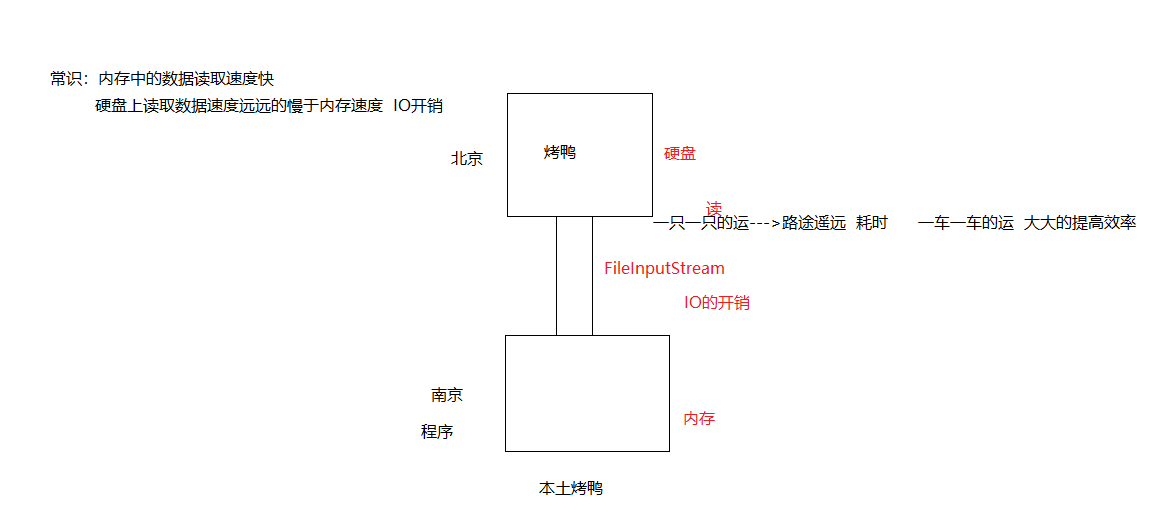 常识：内存中的数据读取速度快
硬盘上读取数据速度远远的慢于内存速度 IO开销
北京
烤鸭
硬盘
读
一只一只的运--->路途遥远 耗时 一车一车的运 大大的提高效率
FileInputStream
IO的开销
南京
程序
内存
本土烤鸭